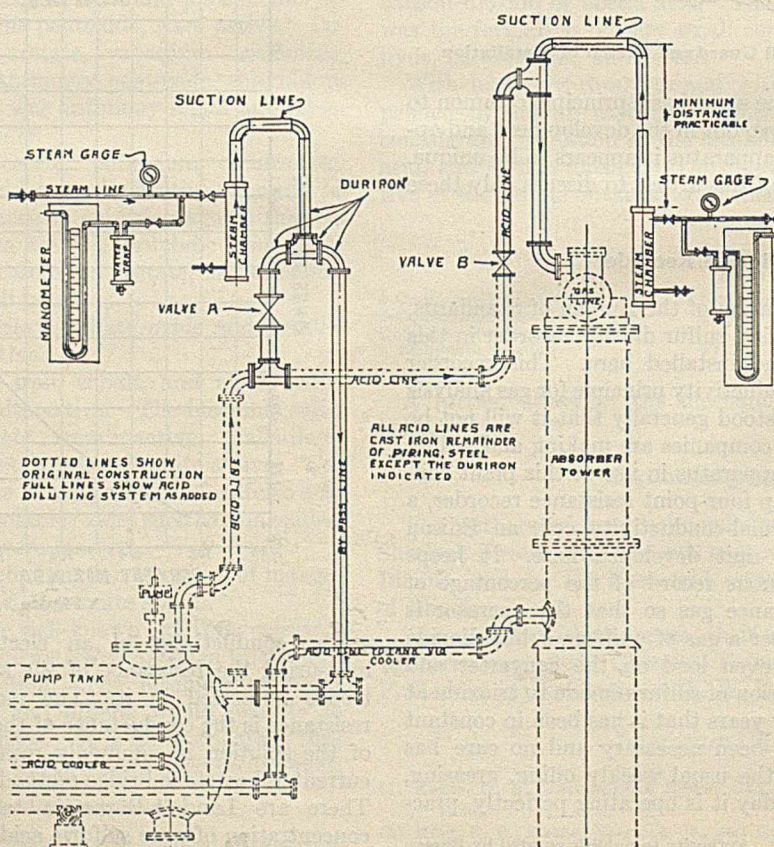 SUCTION LINE
SUCTION LINE
MINIMUM
DISTANCE
PRACTICABLE
STEAM GAGE
STEAM LINE
DURIRON
STEAM GAGE
ACID LINE
MANOMETER
WATER
TRAP
STEAM
CHAMBER
VALVE A
VALVE B
GAS
LINE
STEAM
CHAMBER
ACID LINE
ALL ACID LINES ARE
CAST IRON REMAINDER
OF PIPING, STEEL
EXCEPT THE DURIRON
INDICATED
DOTTED LINES SHOW
ORIGINAL CONSTRUCTION
FULL LINES SHOW ACID
DILUTING SYSTEM AS ADDED
ABSORBER
TOWER
ACID LINE
BY PASS LINE
PUMP
ACID LINE TO TANK VIA
COOLER
PUMP TANK
ACID COOLER